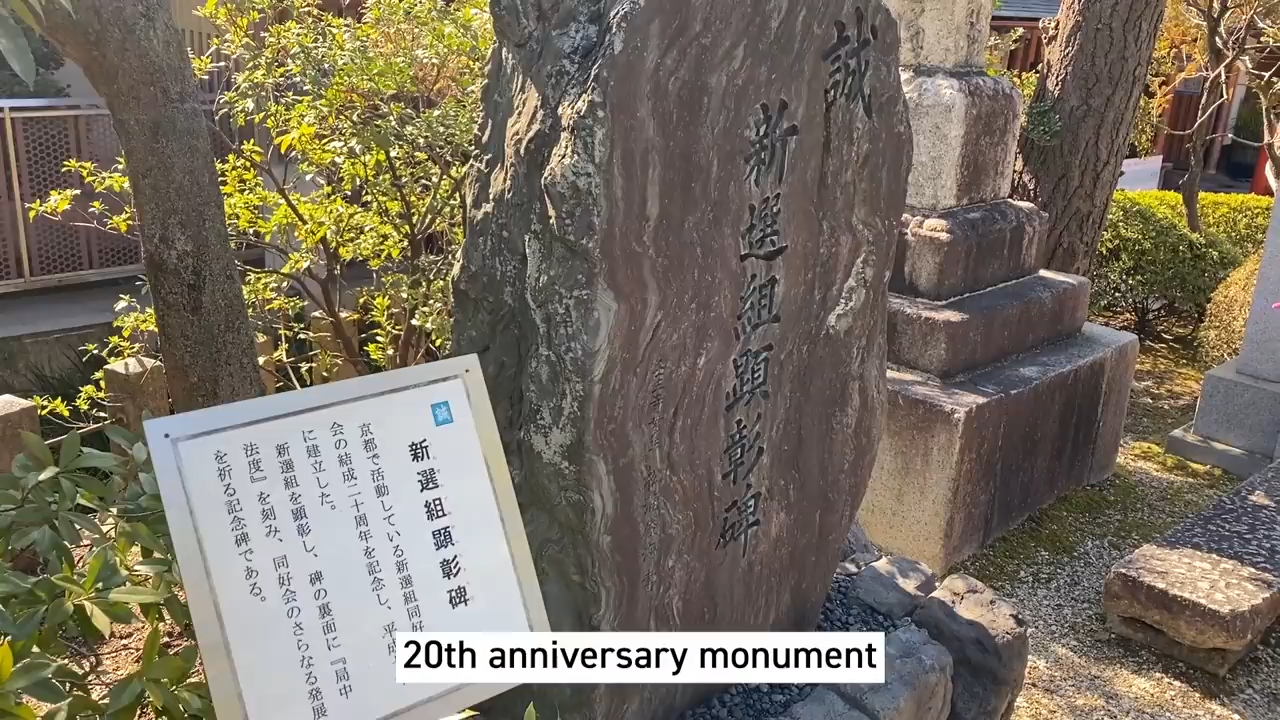 誠
新選組顕彰碑
誠
新選組顕彰碑
京都で活動している新選組同好
会の結成二十周年を記念し、平成
に建立した。
新選組を顕彰し、碑の裏面に『局中
法度』を刻み、同好会のさらなる発展
を祈る記念碑である。
20th anniversary monument